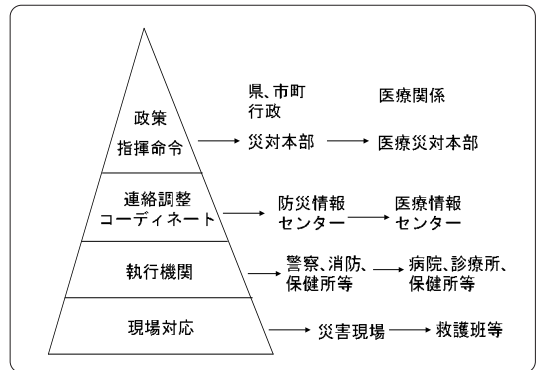 県、市町
行政
医療関係
政策
指揮命令
災対本部
医療災対本部
連絡調整
コーディネート
防災情報
センター
医療情報
センター
執行機関
警察、消防、
保健所等
病院、診療所、
保健所等
現場対応
災害現場
救護班等